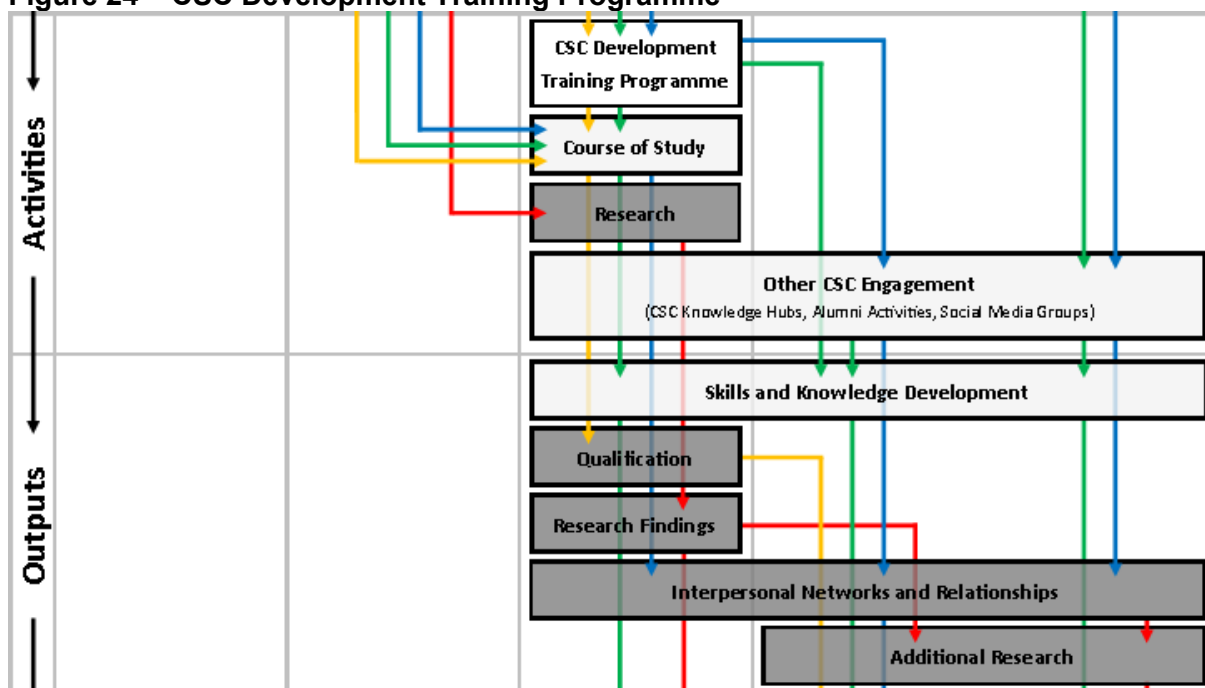 Figure 24 – CSC Development Training Programme
CSC Development
Training Programme
Course of Study
Research
Other CSC Engagement
(CSC Knowledge Hubs, Alumni Activities, Social Media Groups)
Activities
Skills and Knowledge Development
Qualification
Research Findings
Interpersonal Networks and Relationships
Additional Research
Outputs